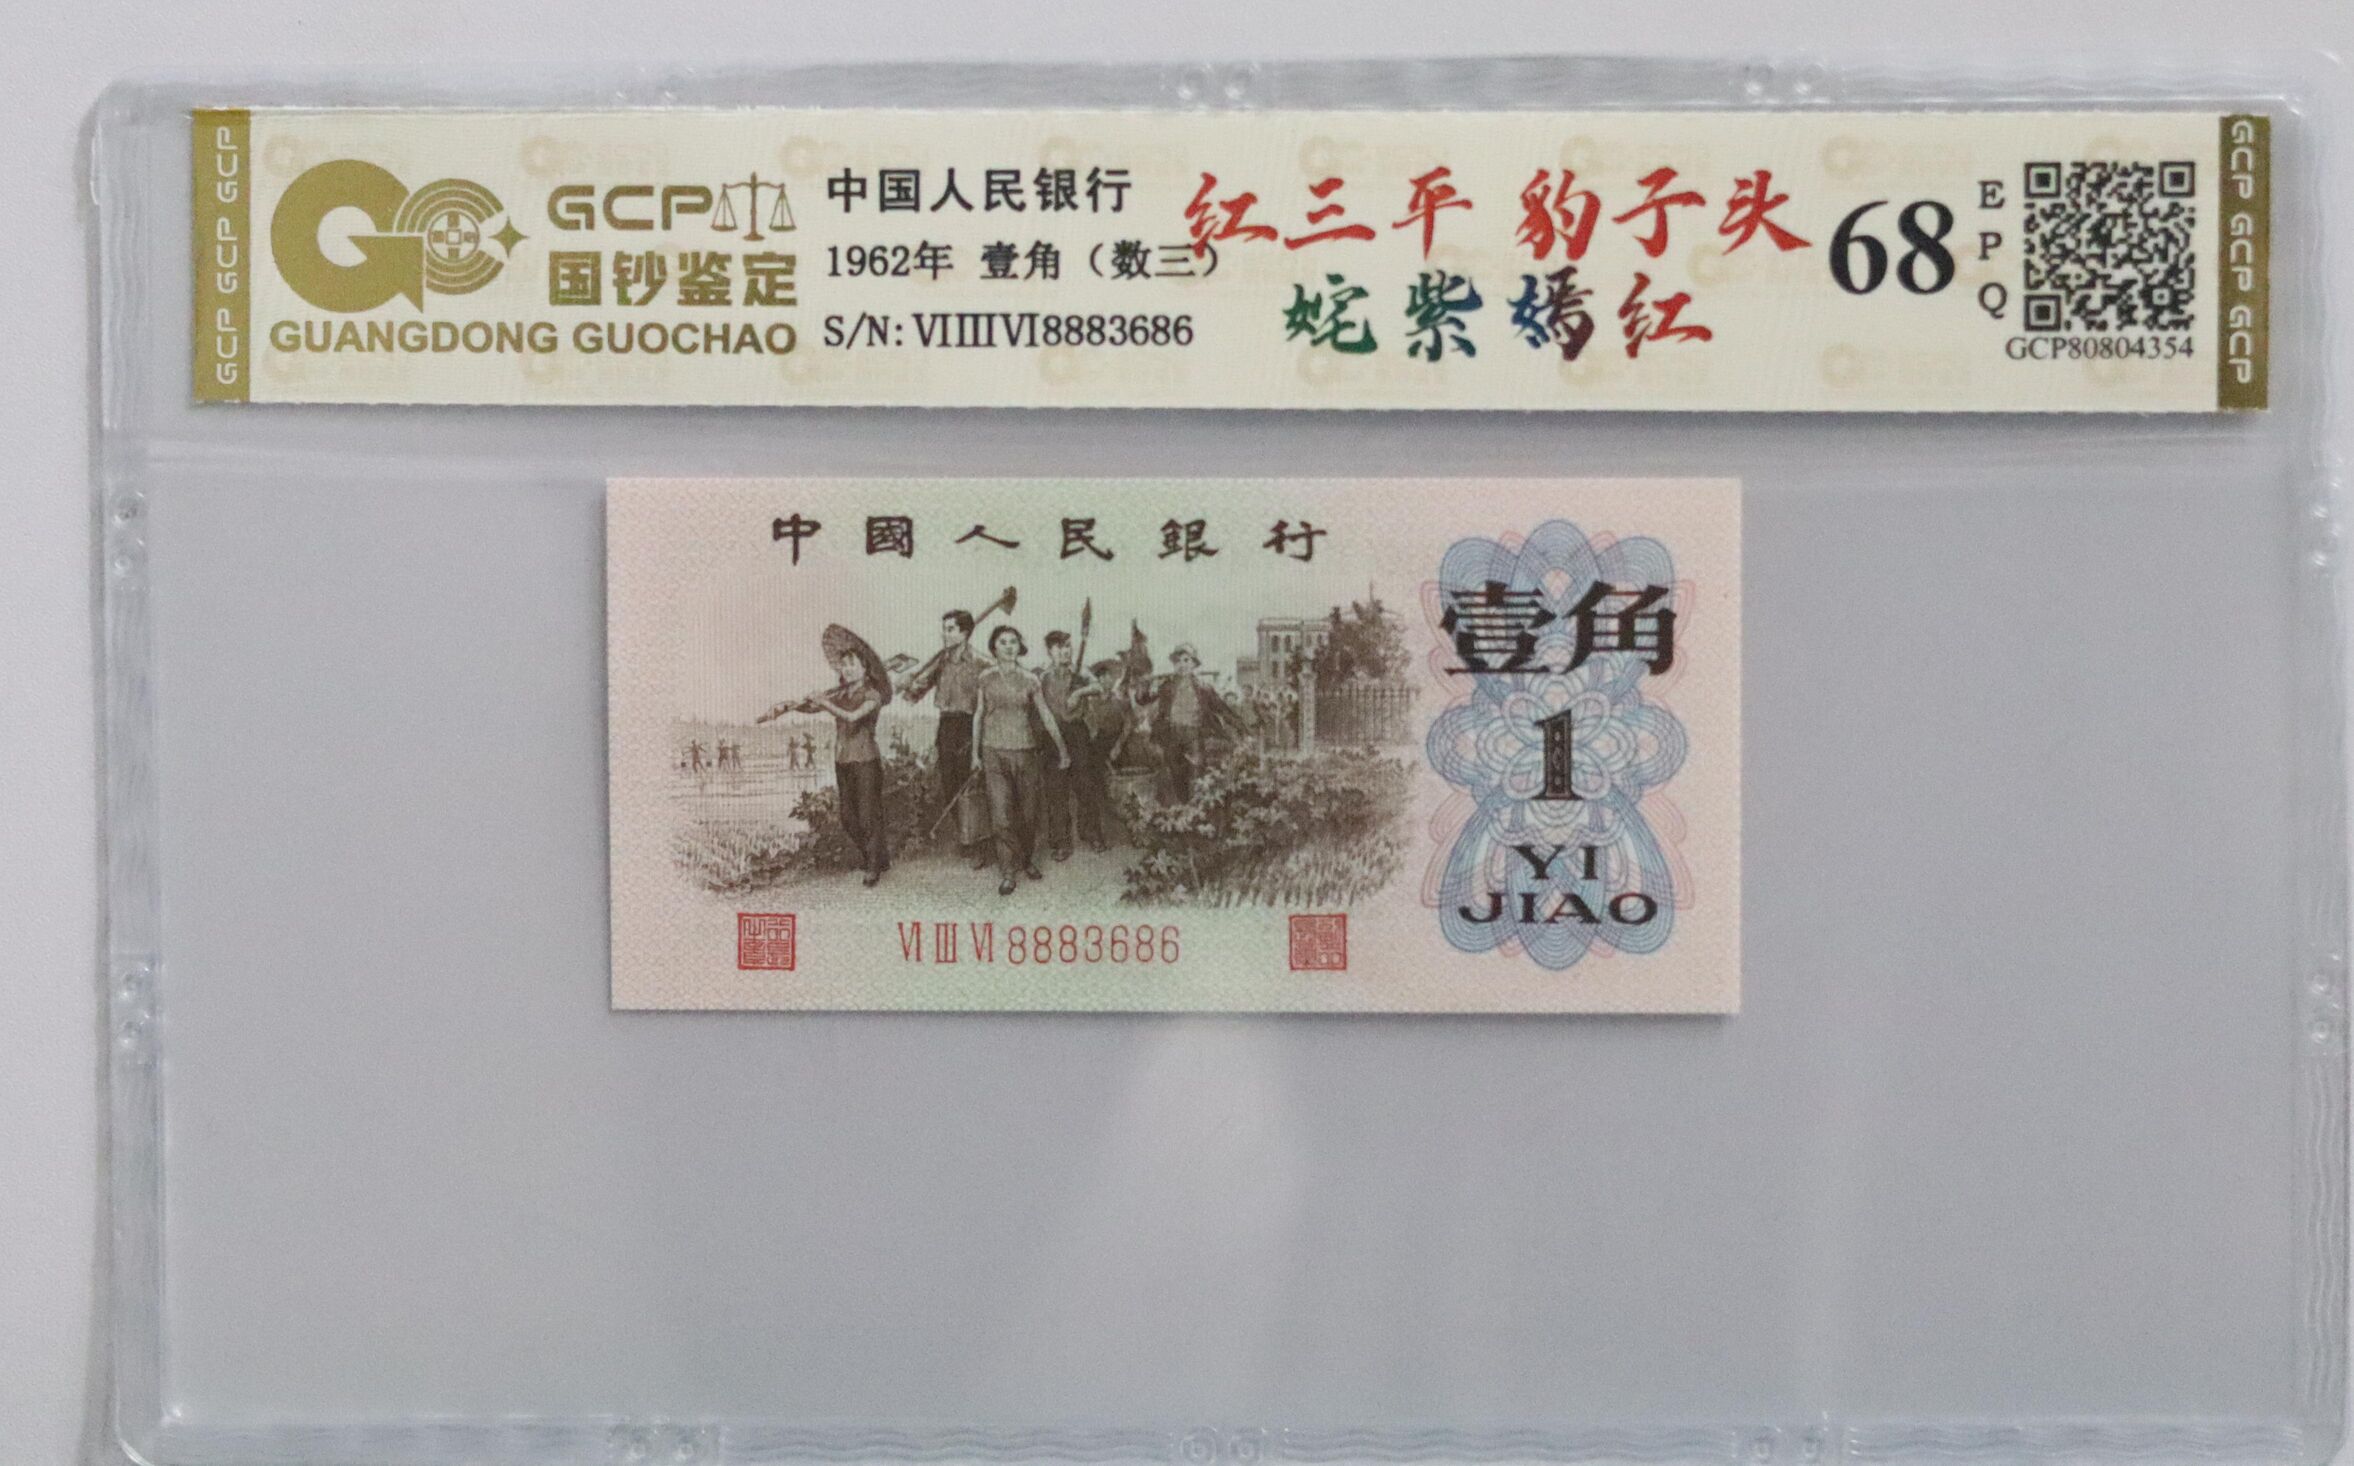 GCP GCP GCP
GCP
国钞鉴定
GUANGDONG GUOCHAO
中国人民银行
1962年 壹角（数三）
S/N: ⅥⅢⅥ8883686
红三平 豹子头
姹紫嫣红
68
EPQ
GCP80804354
GCP GCP GCP
中國人民銀行
壹角
1
YI
JIAO
Ⅵ Ⅲ Ⅵ 8883686